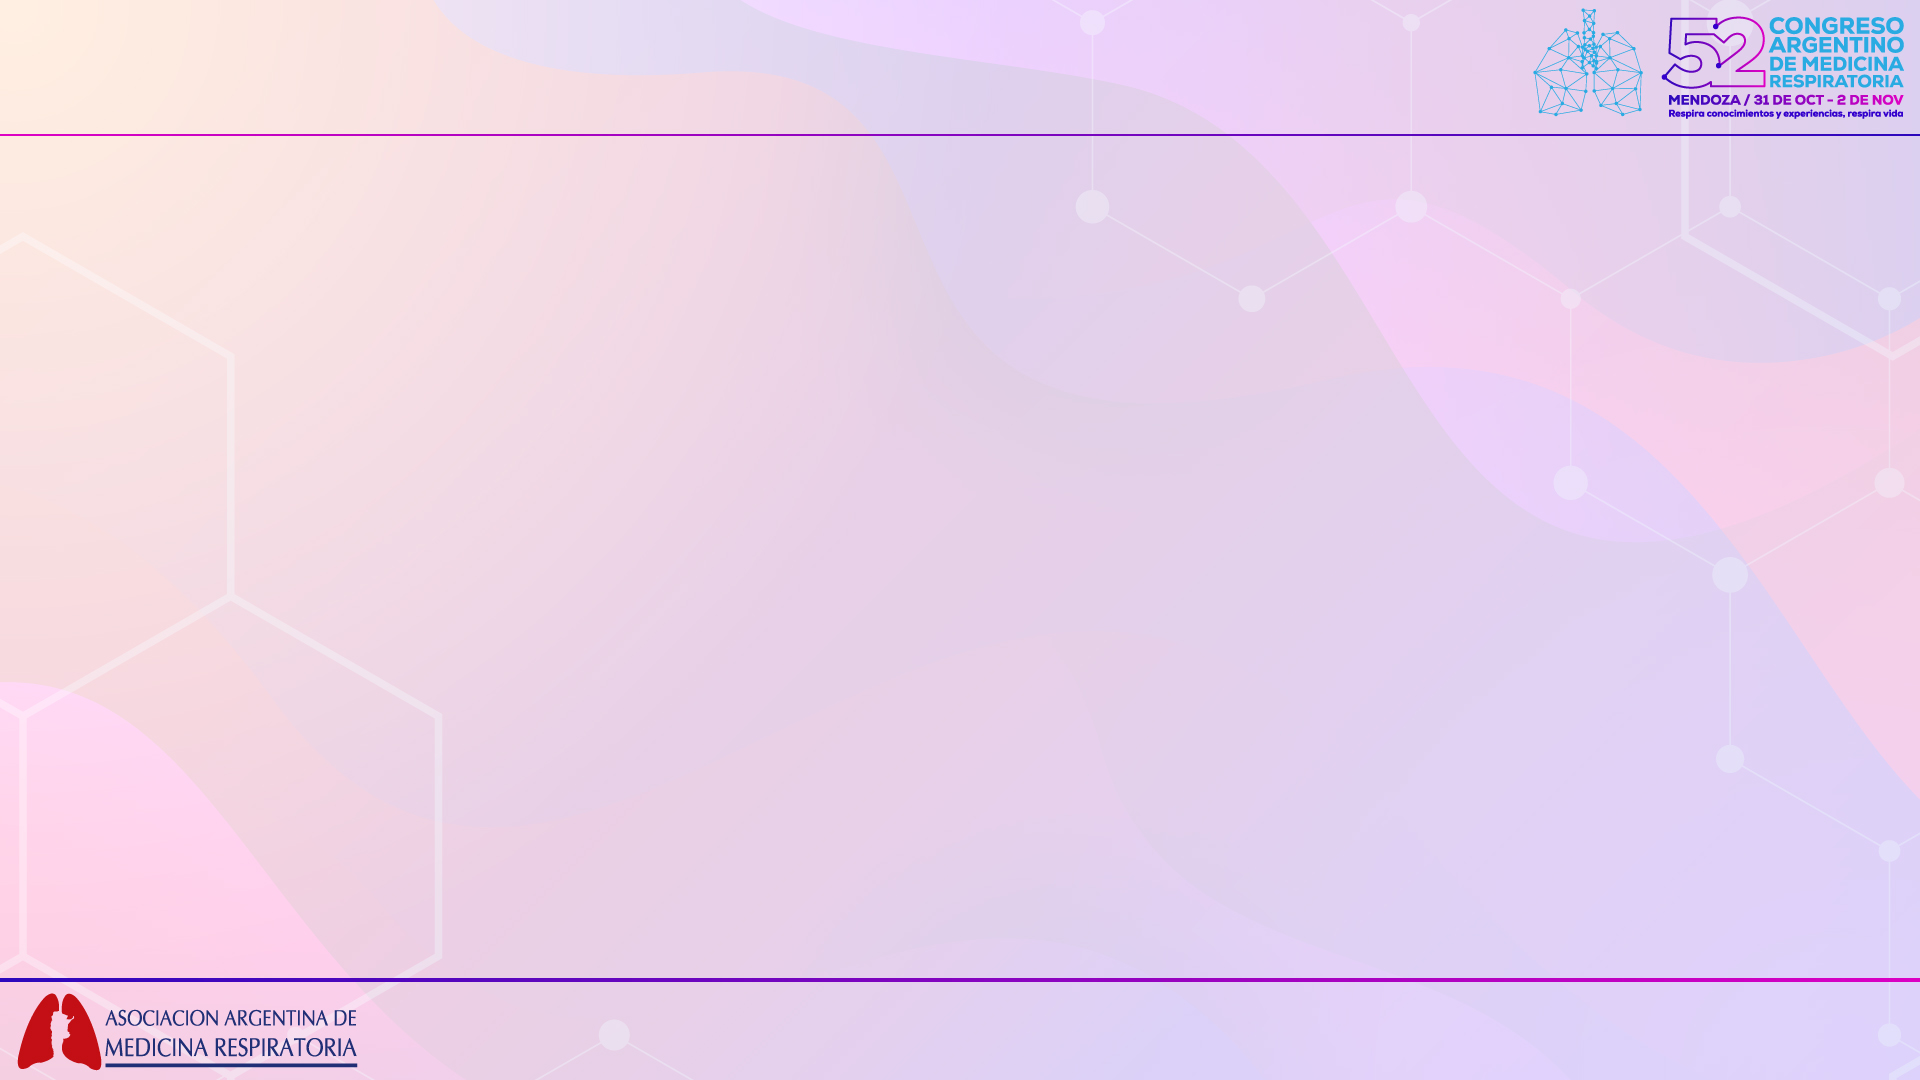 52
CONGRESO
ARGENTINO
DE MEDICINA
RESPIRATORIA
MENDOZA / 31 DE OCT - 2 DE NOV
Respira conocimientos y experiencias, respira vida
ASOCIACION ARGENTINA DE
MEDICINA RESPIRATORIA